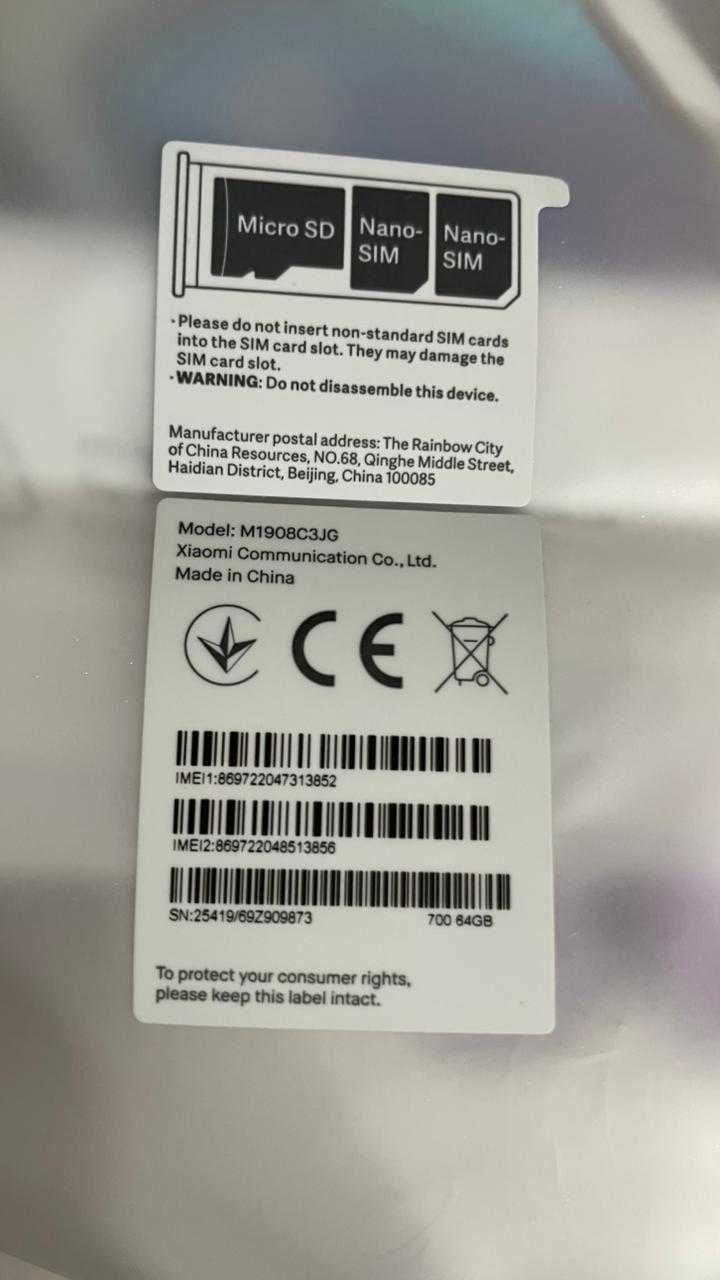 Micro SD
Nano-
SIM
Nano-
SIM
·Please do not insert non-standard SIM cards
into the SIM card slot. They may damage the
SIM card slot.
·WARNING: Do not disassemble this device.
Manufacturer postal address: The Rainbow City
of China Resources, NO.68, Qinghe Middle Street,
Haidian District, Beijing, China 100085
Model: M1908C3JG
Xiaomi Communication Co., Ltd.
Made in China
CE
IMEI1:869722047313852
IMEI2:869722048513856
SN:25419/69Z909873 700 64GB
To protect your consumer rights,
please keep this label intact.